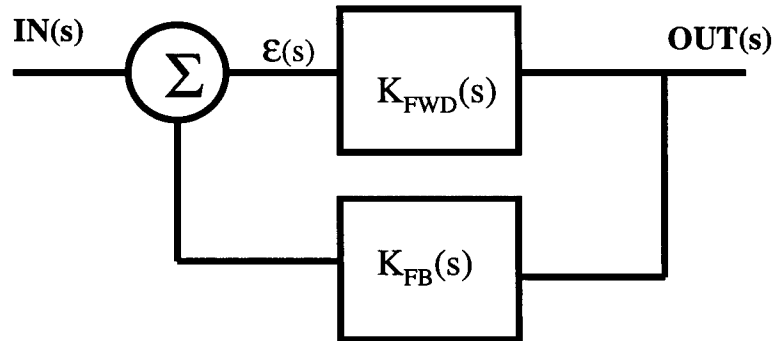 IN(s)
Σ
ε(s)
K_FWD(s)
OUT(s)
K_FB(s)